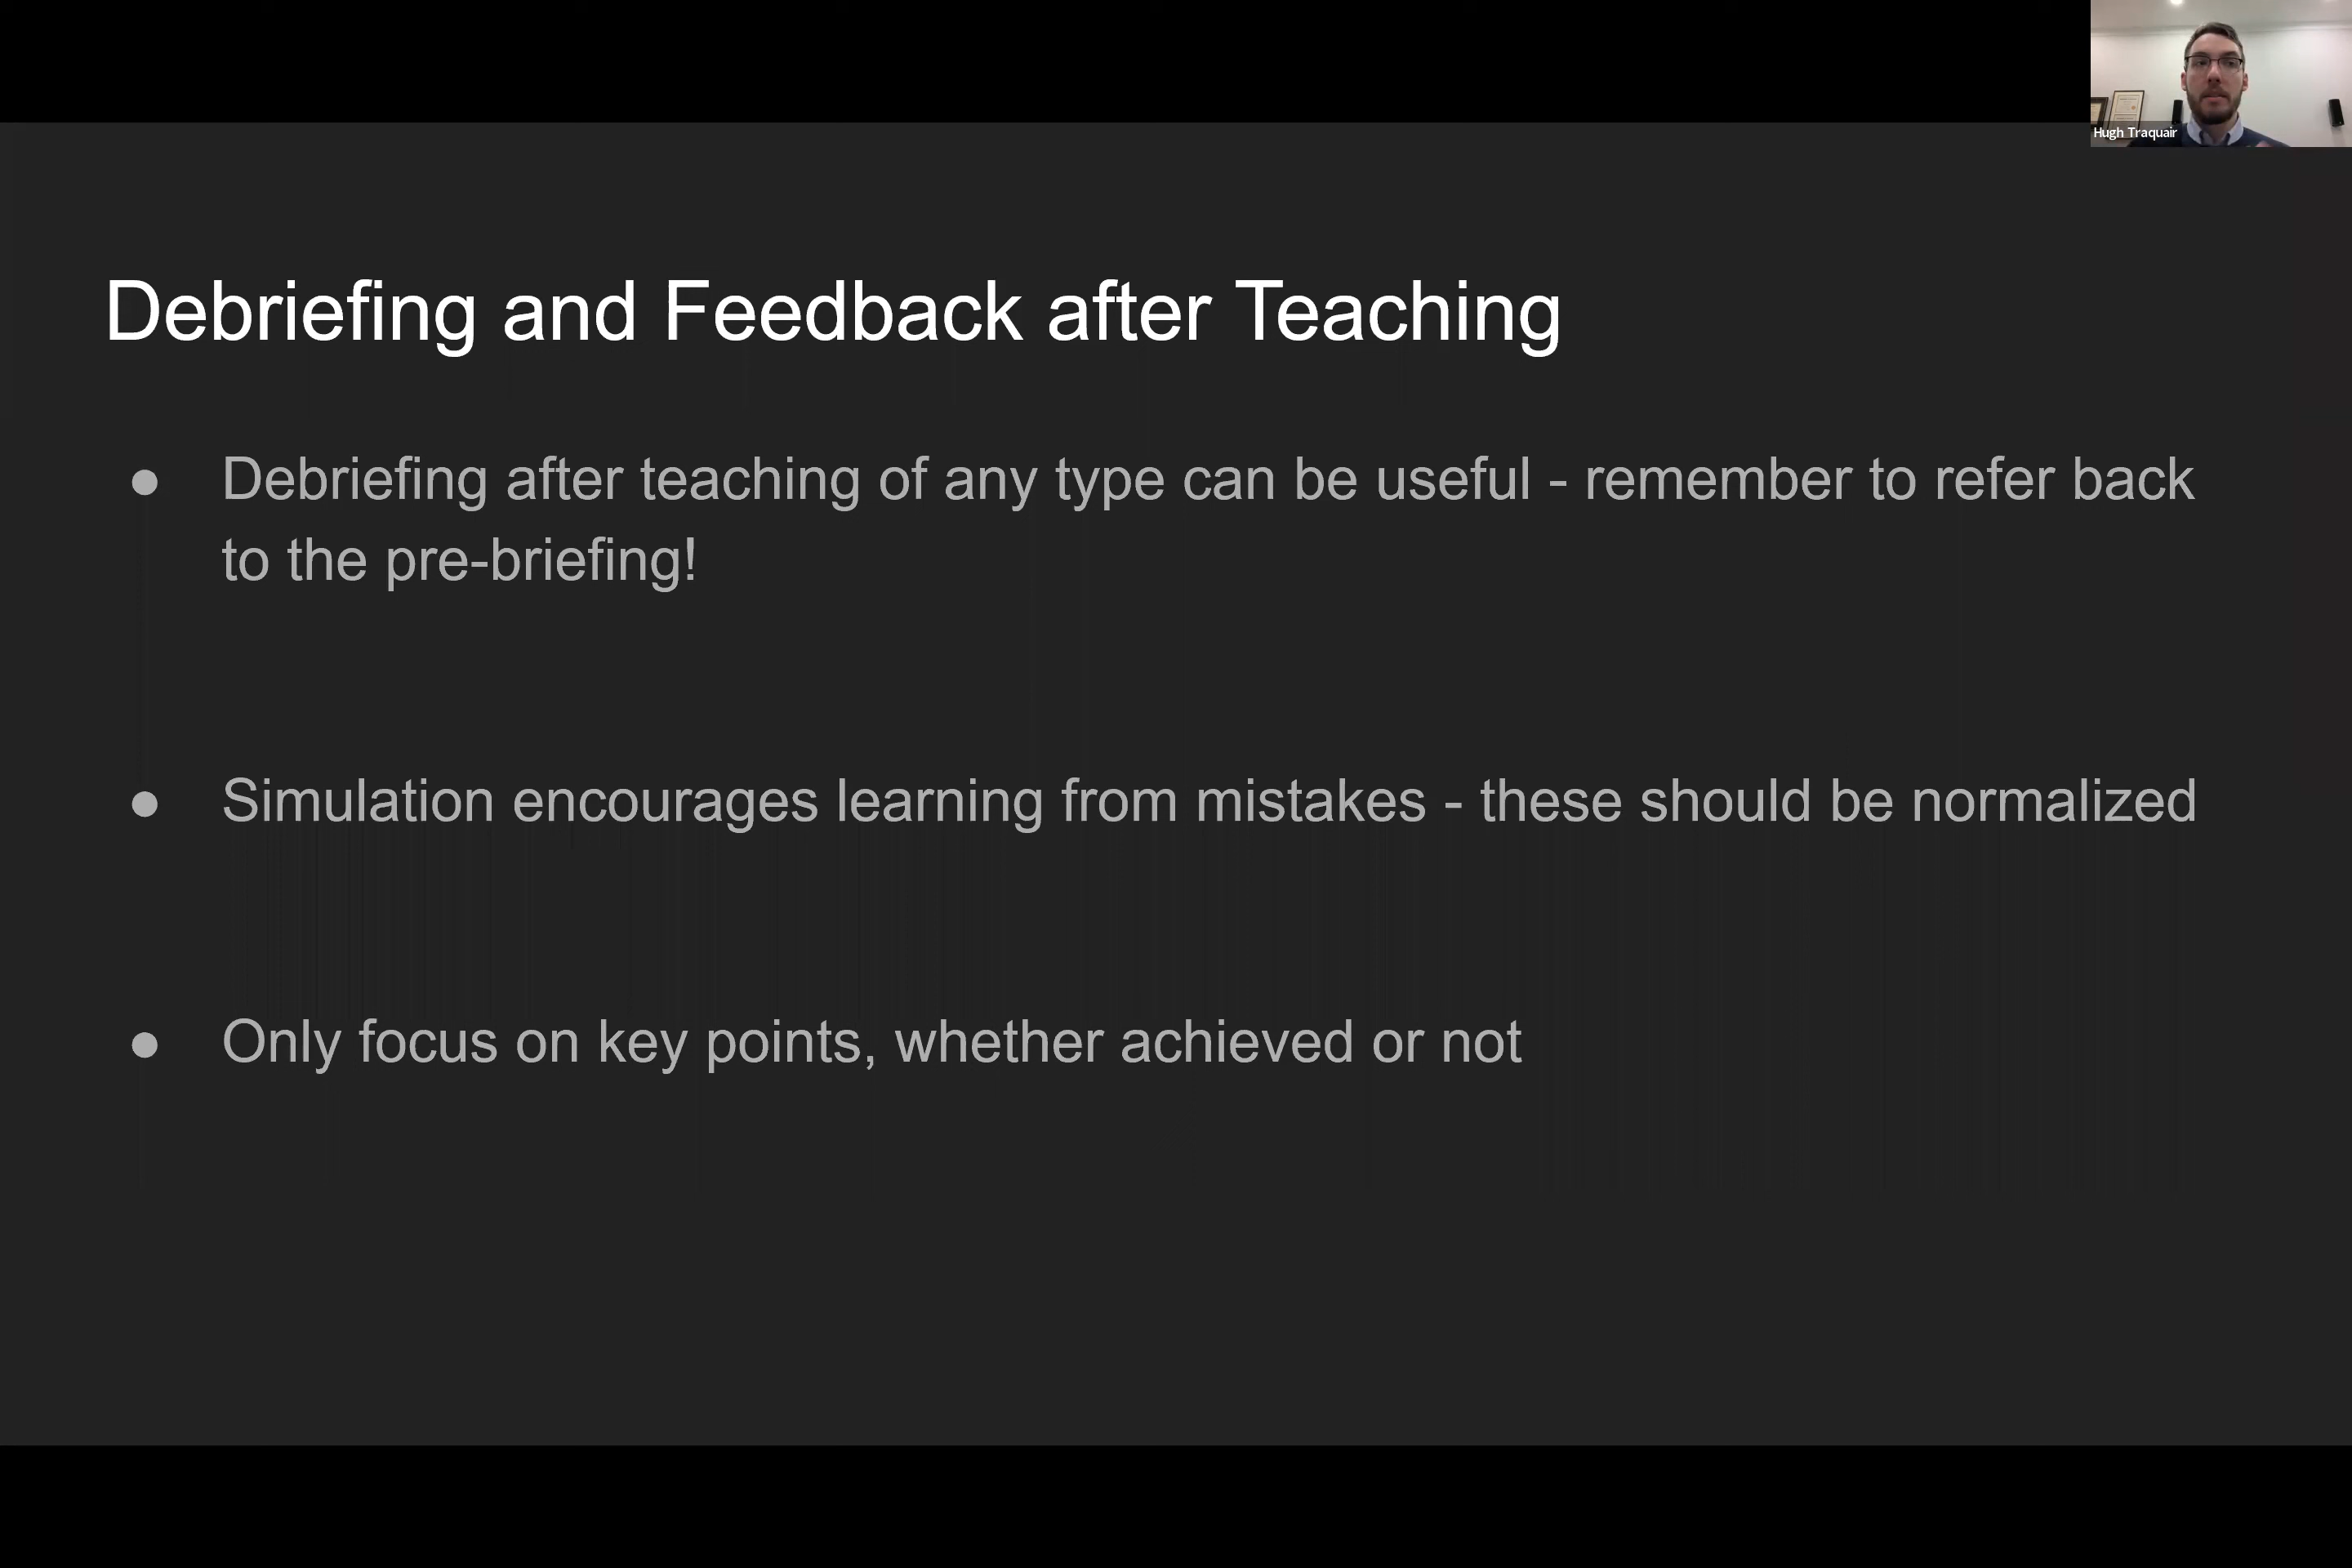 Hugh Traquair
Debriefing and Feedback after Teaching
● Debriefing after teaching of any type can be useful - remember to refer back
to the pre-briefing!
● Simulation encourages learning from mistakes - these should be normalized
● Only focus on key points, whether achieved or not